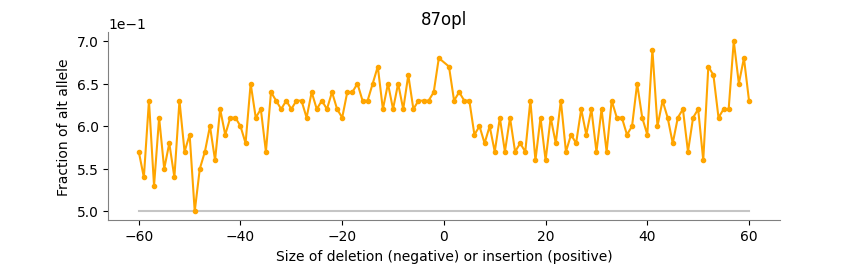 87opl
1e−1
7.0
6.5
6.0
5.5
5.0
Fraction of alt allele
−60 −40 −20 0 20 40 60
Size of deletion (negative) or insertion (positive)